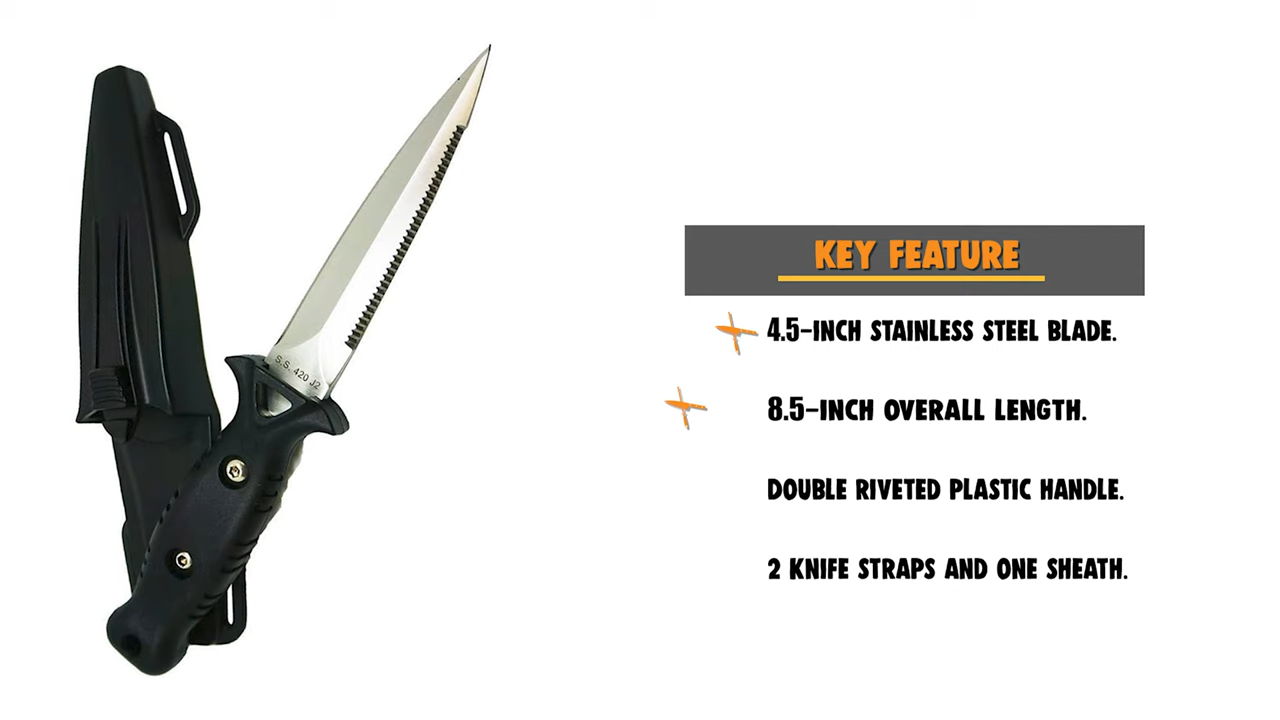 KEY FEATURE
4.5-INCH STAINLESS STEEL BLADE.
8.5-INCH OVERALL LENGTH.
DOUBLE RIVETED PLASTIC HANDLE.
2 KNIFE STRAPS AND ONE SHEATH.
S.S. 420 J2